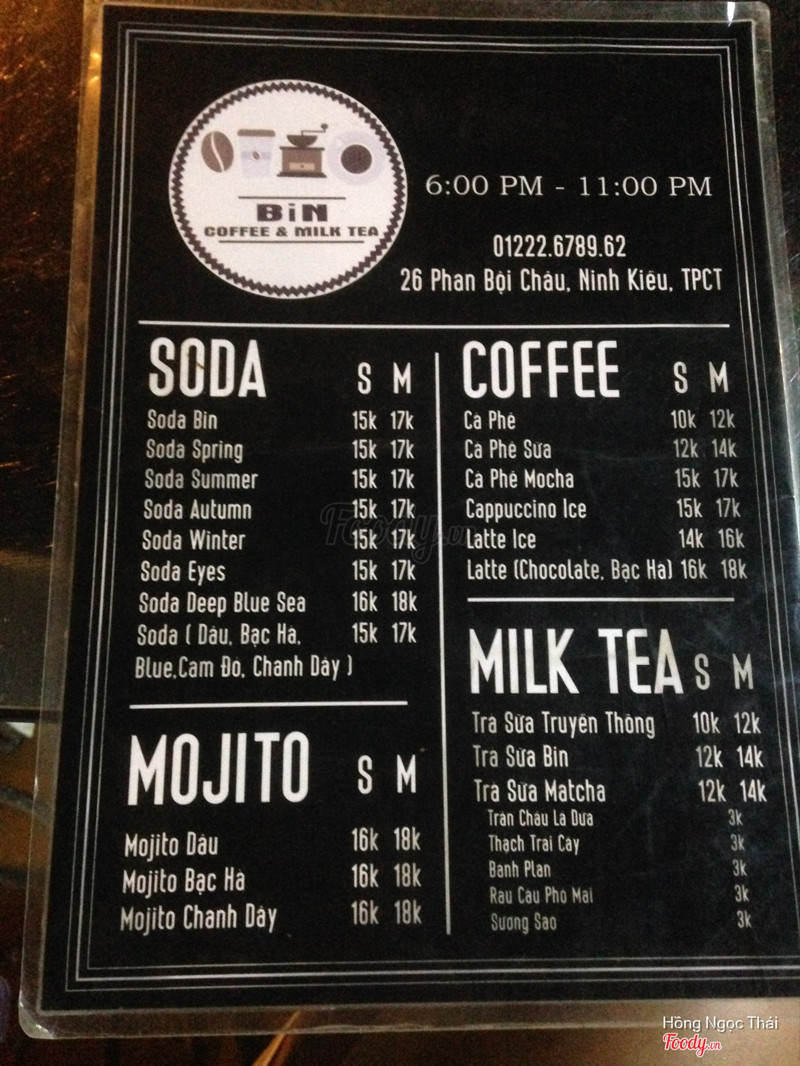 BiN
COFFEE & MILK TEA
6:00 PM - 11:00 PM
01222.6789.62
26 Phan Bội Châu, Ninh Kiều, TPCT
SODA S M
Soda Bin 15k 17k
Soda Spring 15k 17k
Soda Summer 15k 17k
Soda Autumn 15k 17k
Soda Winter 15k 17k
Soda Eyes 15k 17k
Soda Deep Blue Sea 16k 18k
Soda ( Dâu, Bạc Hà, 15k 17k
Blue,Cam Đỏ, Chanh Dây )
MOJITO S M
Mojito Dâu 16k 18k
Mojito Bạc Hà 16k 18k
Mojito Chanh Dây 16k 18k
COFFEE S M
Cà Phê 10k 12k
Cà Phê Sữa 12k 14k
Cà Phê Mocha 15k 17k
Cappuccino Ice 15k 17k
Latte Ice 14k 16k
Latte (Chocolate, Bạc Hà) 16k 18k
MILK TEA S M
Trà Sữa Truyền Thống 10k 12k
Trà Sữa Bin 12k 14k
Trà Sữa Matcha 12k 14k
Trân Châu Lá Dứa 3k
Thạch Trái Cây 3k
Bánh Plan 3k
Rau Câu Phô Mai 3k
Sương Sáo 3k
Foody.vn
Hồng Ngọc Thái
Foody.vn